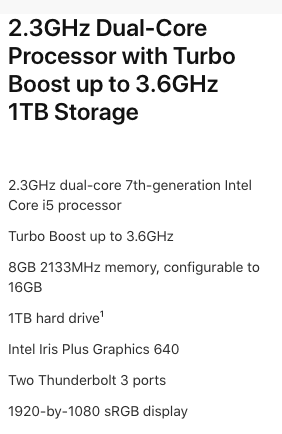 2.3GHz Dual-Core
Processor with Turbo
Boost up to 3.6GHz
1TB Storage
2.3GHz dual-core 7th-generation Intel
Core i5 processor
Turbo Boost up to 3.6GHz
8GB 2133MHz memory, configurable to
16GB
1TB hard drive¹
Intel Iris Plus Graphics 640
Two Thunderbolt 3 ports
1920-by-1080 sRGB display